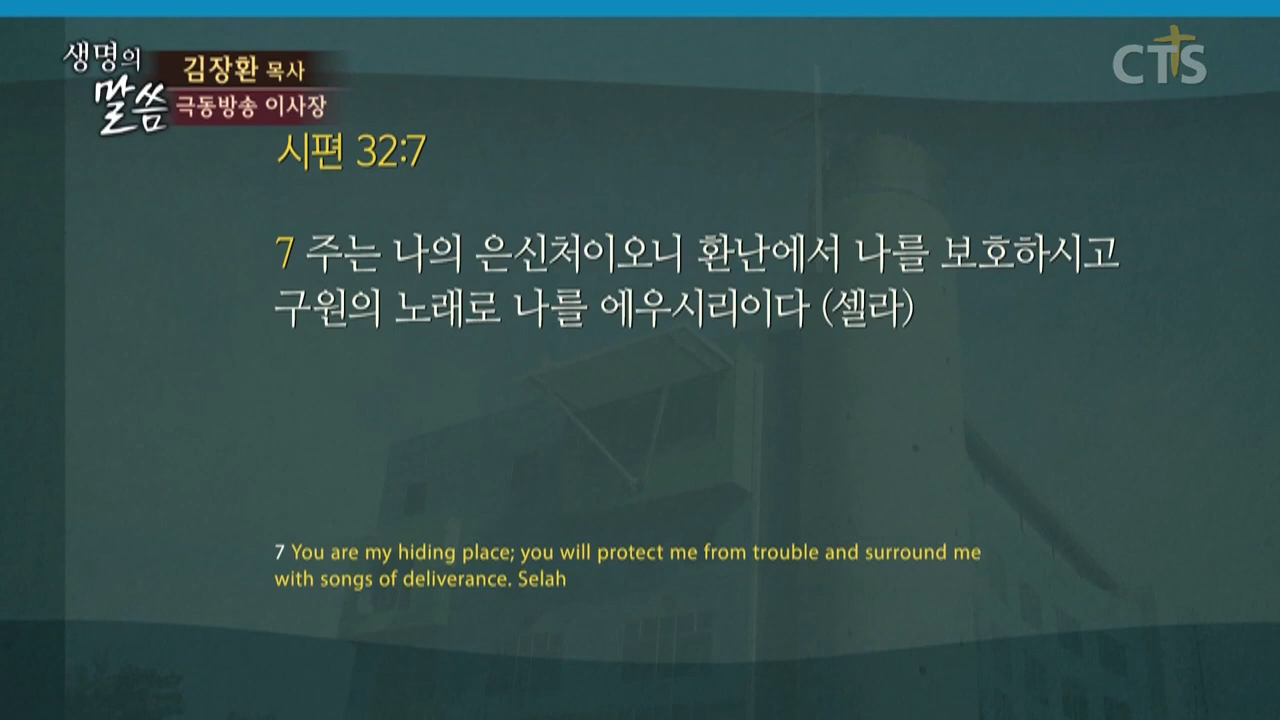 생명의
말씀
김장환 목사
극동방송 이사장
CTS
시편 32:7
7 주는 나의 은신처이오니 환난에서 나를 보호하시고
구원의 노래로 나를 에우시리이다 (셀라)
7 You are my hiding place; you will protect me from trouble and surround me
with songs of deliverance. Selah